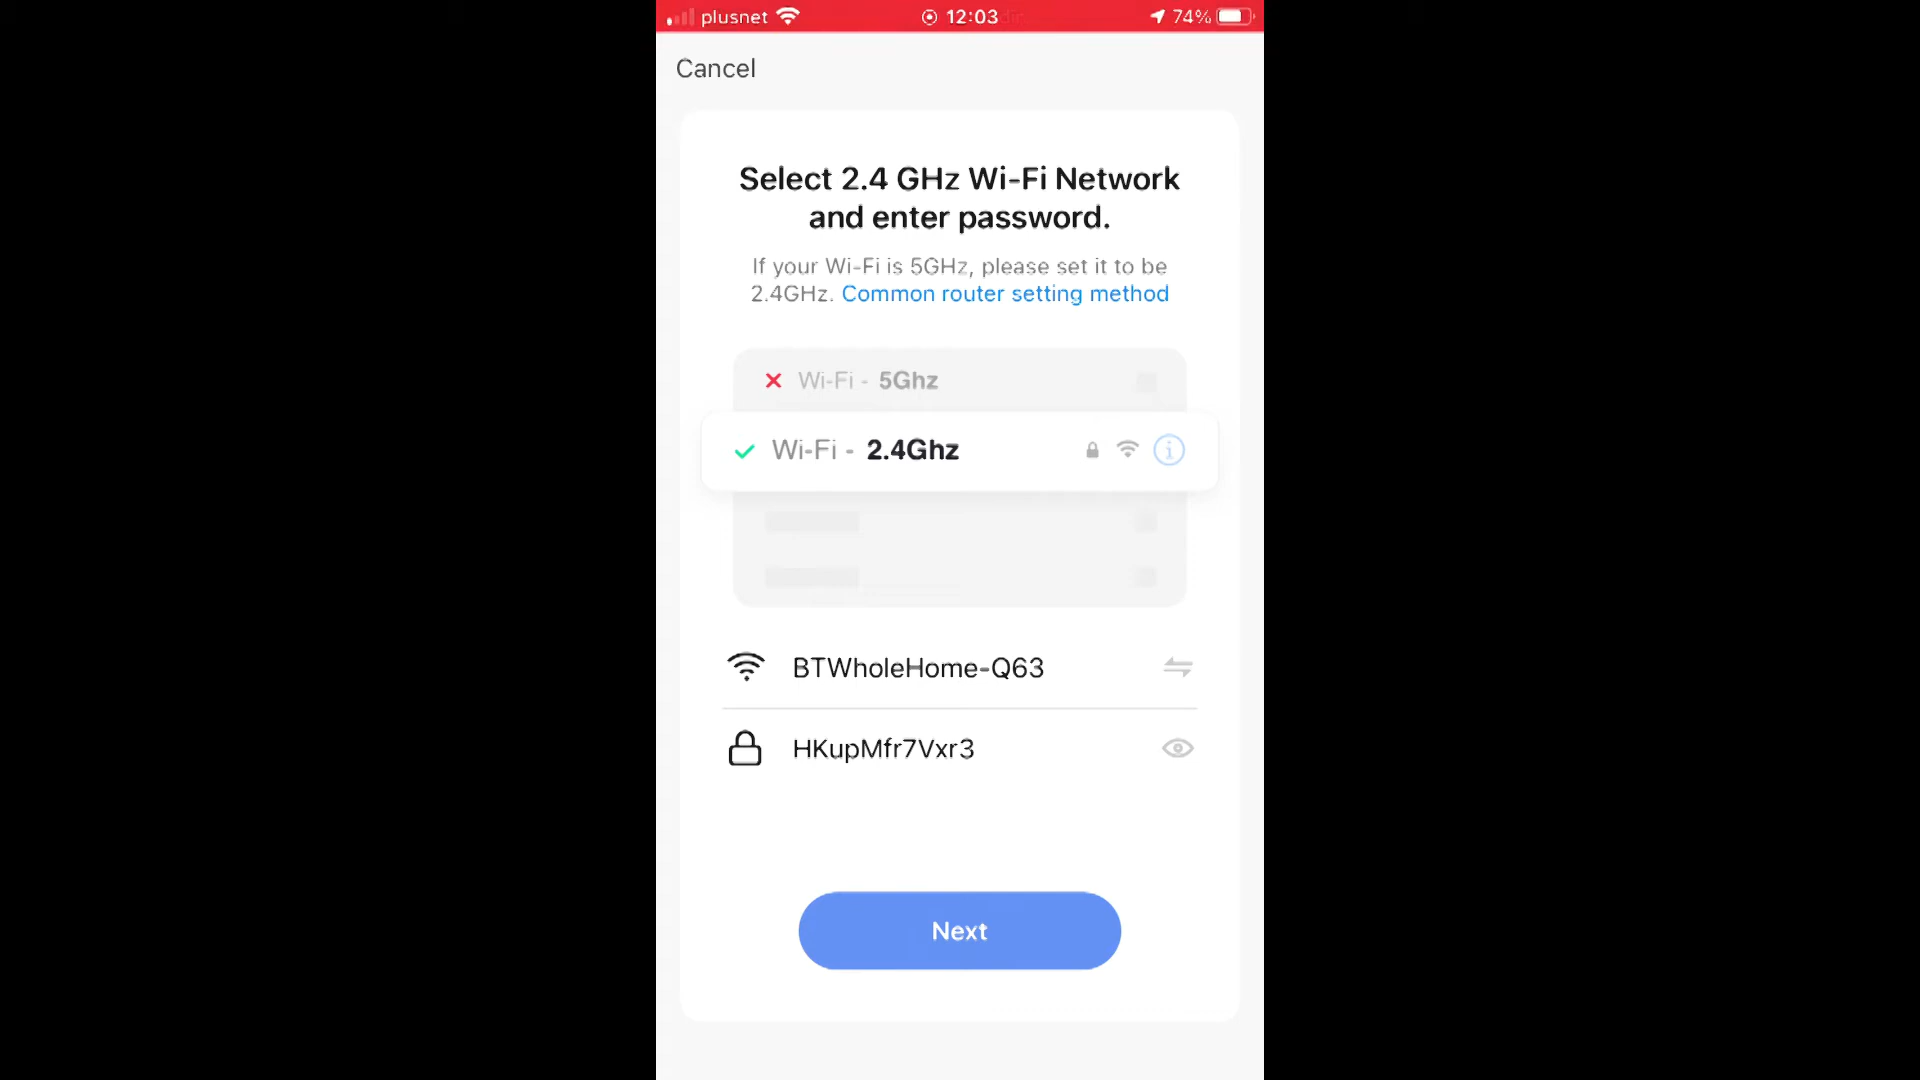 plusnet 12:03 74%
Cancel
Select 2.4 GHz Wi-Fi Network
and enter password.
If your Wi-Fi is 5GHz, please set it to be
2.4GHz. Common router setting method
Wi-Fi - 5Ghz
Wi-Fi - 2.4Ghz
BTWholeHome-Q63
HKupMfr7Vxr3
Next